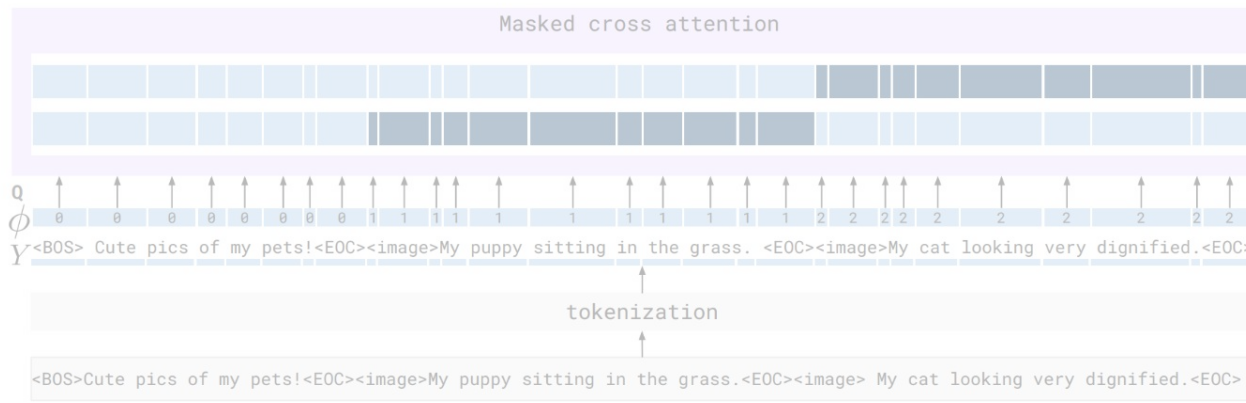 Masked cross attention
Q
ϕ 0 0 0 0 0 0 0 0 1 1 1 1 1 1 1 1 1 1 1 2 2 2 2 2 2 2 2 2 2
Y <BOS> Cute pics of my pets!<EOC><image>My puppy sitting in the grass. <EOC><image>My cat looking very dignified.<EOC>
tokenization
<BOS>Cute pics of my pets!<EOC><image>My puppy sitting in the grass.<EOC><image> My cat looking very dignified.<EOC>